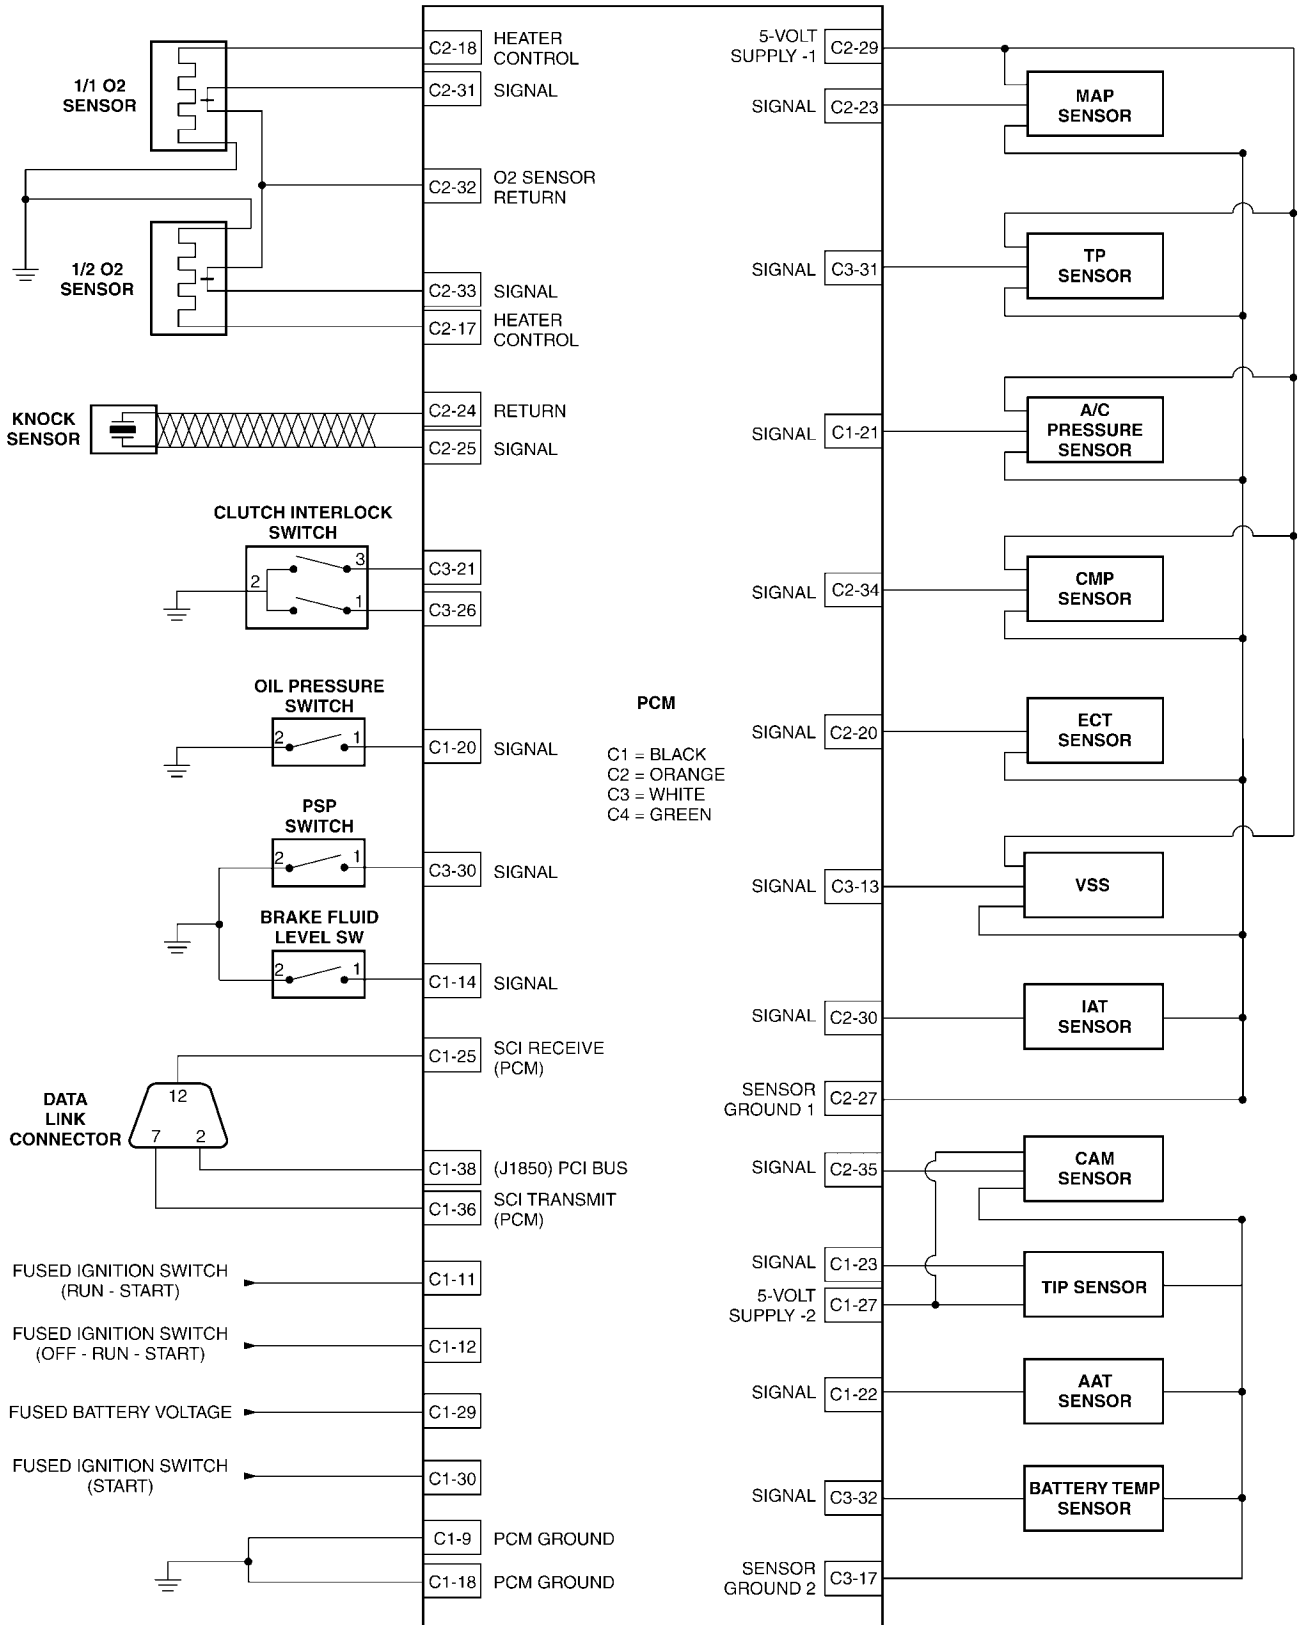 1/1 O2
SENSOR
C2-18
HEATER
CONTROL
C2-31
SIGNAL
C2-32
O2 SENSOR
RETURN
1/2 O2
SENSOR
C2-33
SIGNAL
C2-17
HEATER
CONTROL
KNOCK
SENSOR
C2-24
RETURN
C2-25
SIGNAL
CLUTCH INTERLOCK
SWITCH
2
3
1
C3-21
C3-26
OIL PRESSURE
SWITCH
2
1
C1-20
SIGNAL
PSP
SWITCH
2
1
C3-30
SIGNAL
BRAKE FLUID
LEVEL SW
2
1
C1-14
SIGNAL
C1-25
SCI RECEIVE
(PCM)
DATA
LINK
CONNECTOR
12
7
2
C1-38
(J1850) PCI BUS
C1-36
SCI TRANSMIT
(PCM)
FUSED IGNITION SWITCH
(RUN - START)
C1-11
FUSED IGNITION SWITCH
(OFF - RUN - START)
C1-12
FUSED BATTERY VOLTAGE
C1-29
FUSED IGNITION SWITCH
(START)
C1-30
C1-9
PCM GROUND
C1-18
PCM GROUND
PCM
C1 = BLACK
C2 = ORANGE
C3 = WHITE
C4 = GREEN
5-VOLT
SUPPLY -1
C2-29
SIGNAL
C2-23
MAP
SENSOR
SIGNAL
C3-31
TP
SENSOR
SIGNAL
C1-21
A/C
PRESSURE
SENSOR
SIGNAL
C2-34
CMP
SENSOR
SIGNAL
C2-20
ECT
SENSOR
SIGNAL
C3-13
VSS
SIGNAL
C2-30
IAT
SENSOR
SENSOR
GROUND 1
C2-27
SIGNAL
C2-35
CAM
SENSOR
SIGNAL
C1-23
5-VOLT
SUPPLY -2
C1-27
TIP SENSOR
SIGNAL
C1-22
AAT
SENSOR
SIGNAL
C3-32
BATTERY TEMP
SENSOR
SENSOR
GROUND 2
C3-17